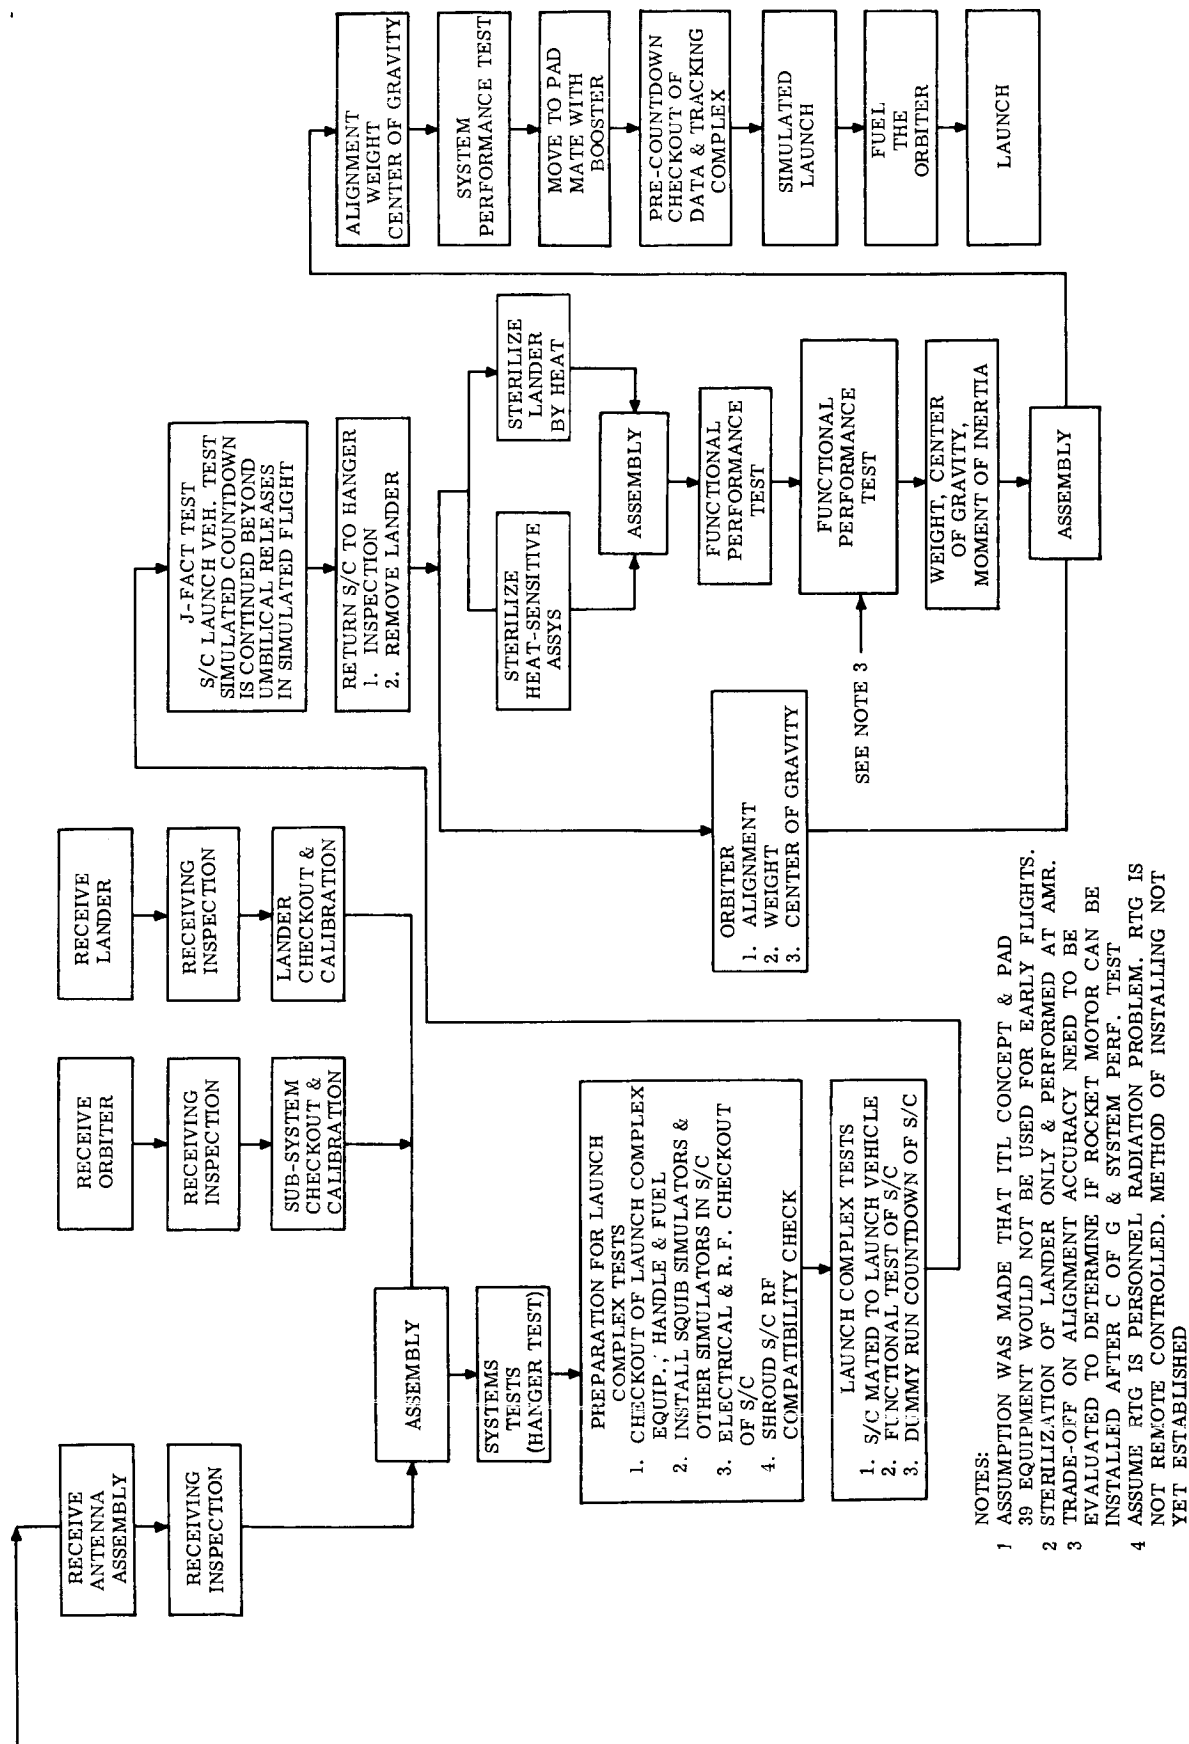 RECEIVE
ANTENNA
ASSEMBLY
RECEIVING
INSPECTION
RECEIVE
ORBITER
RECEIVING
INSPECTION
SUB-SYSTEM
CHECKOUT &
CALIBRATION
RECEIVE
LANDER
RECEIVING
INSPECTION
LANDER
CHECKOUT &
CALIBRATION
ASSEMBLY
SYSTEMS
TESTS
(HANGER TEST)
PREPARATION FOR LAUNCH
COMPLEX TESTS
1. CHECKOUT OF LAUNCH COMPLEX
EQUIP., HANDLE & FUEL
2. INSTALL SQUIB SIMULATORS &
OTHER SIMULATORS IN S/C
3. ELECTRICAL & R.F. CHECKOUT
OF S/C
4. SHROUD S/C RF
COMPATIBILITY CHECK
LAUNCH COMPLEX TESTS
1. S/C MATED TO LAUNCH VEHICLE
2. FUNCTIONAL TEST OF S/C
3. DUMMY RUN COUNTDOWN OF S/C
J-FACT TEST
S/C LAUNCH VEH. TEST
SIMULATED COUNTDOWN
IS CONTINUED BEYOND
UMBILICAL RELEASES
IN SIMULATED FLIGHT
RETURN S/C TO HANGER
1. INSPECTION
2. REMOVE LANDER
STERILIZE
HEAT-SENSITIVE
ASSYS
STERILIZE
LANDER
BY HEAT
ASSEMBLY
FUNCTIONAL
PERFORMANCE
TEST
ORBITER
1. ALIGNMENT
2. WEIGHT
3. CENTER OF GRAVITY
SEE NOTE 3
FUNCTIONAL
PERFORMANCE
TEST
WEIGHT, CENTER
OF GRAVITY,
MOMENT OF INERTIA
ASSEMBLY
ALIGNMENT
WEIGHT
CENTER OF GRAVITY
SYSTEM
PERFORMANCE TEST
MOVE TO PAD
MATE WITH
BOOSTER
PRE-COUNTDOWN
CHECKOUT OF
DATA & TRACKING
COMPLEX
SIMULATED
LAUNCH
FUEL
THE
ORBITER
LAUNCH
NOTES:
1 ASSUMPTION WAS MADE THAT ITL CONCEPT & PAD
39 EQUIPMENT WOULD NOT BE USED FOR EARLY FLIGHTS.
2 STERILIZATION OF LANDER ONLY & PERFORMED AT AMR.
3 TRADE-OFF ON ALIGNMENT ACCURACY NEED TO BE
EVALUATED TO DETERMINE IF ROCKET MOTOR CAN BE
INSTALLED AFTER C OF G & SYSTEM PERF. TEST
4 ASSUME RTG IS PERSONNEL RADIATION PROBLEM. RTG IS
NOT REMOTE CONTROLLED. METHOD OF INSTALLING NOT
YET ESTABLISHED